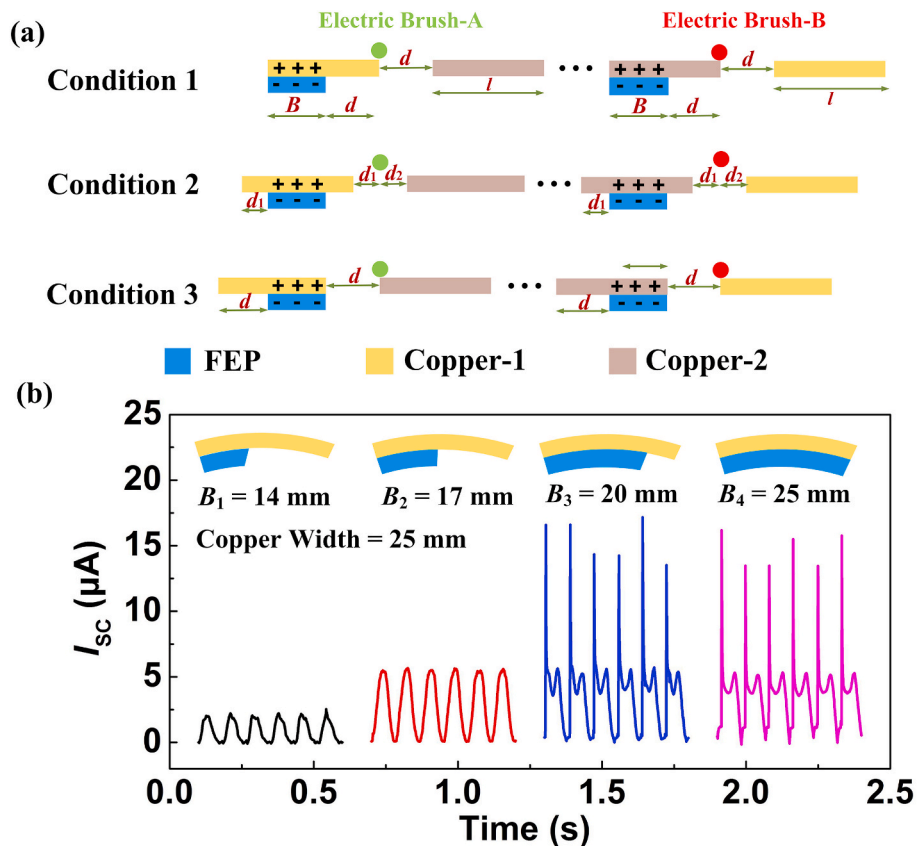 (a)
Electric Brush-A
Electric Brush-B
Condition 1
+ + +
d
• • •
+ + +
d
- - -
- - -
B
d
l
B
d
l
Condition 2
d1
d2
d1
d2
+ + +
• • •
+ + +
- - -
- - -
d1
d1
Condition 3
d
d
+ + +
• • •
+ + +
- - -
- - -
d
d
FEP
Copper-1
Copper-2
(b)
25
20
15
10
5
0
ISC (μA)
B1 = 14 mm
B2 = 17 mm
B3 = 20 mm
B4 = 25 mm
Copper Width = 25 mm
0.0
0.5
1.0
1.5
2.0
2.5
Time (s)